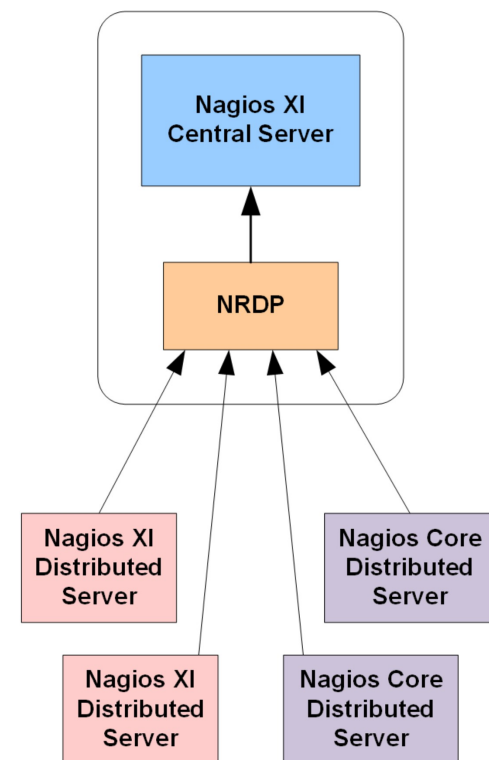 Nagios XI
Central Server
NRDP
Nagios XI
Distributed
Server
Nagios Core
Distributed
Server
Nagios XI
Distributed
Server
Nagios Core
Distributed
Server